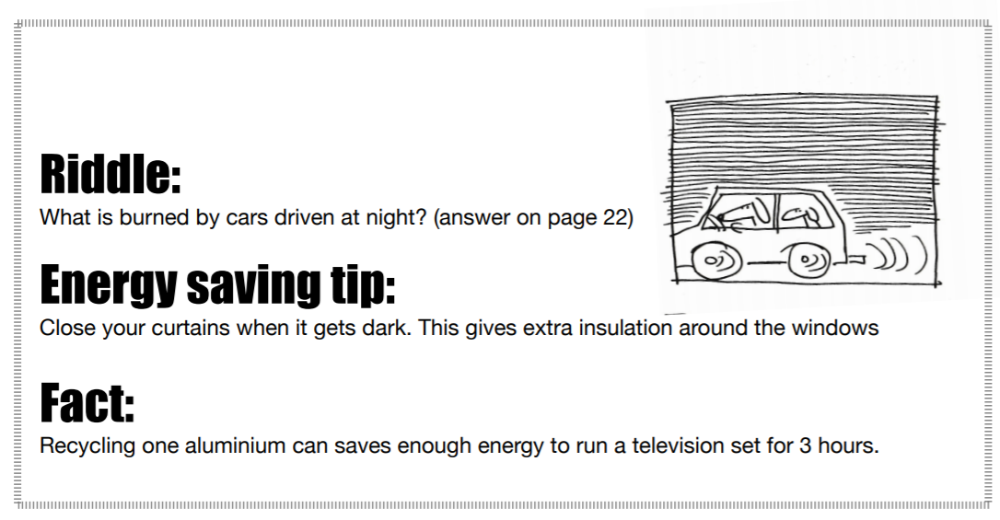 Riddle:
What is burned by cars driven at night? (answer on page 22)
Energy saving tip:
Close your curtains when it gets dark. This gives extra insulation around the windows
Fact:
Recycling one aluminium can saves enough energy to run a television set for 3 hours.